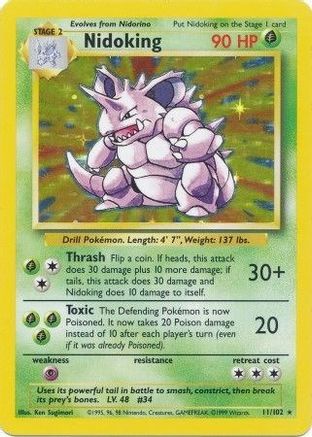 Evolves from Nidorino Put Nidoking on the Stage 1 card
STAGE 2 Nidoking 90 HP
Drill Pokémon. Length: 4' 7", Weight: 137 lbs.
Thrash Flip a coin. If heads, this attack
does 30 damage plus 10 more damage; if
tails, this attack does 30 damage and
Nidoking does 10 damage to itself.
30+
Toxic The Defending Pokémon is now
Poisoned. It now takes 20 Poison damage
instead of 10 after each player's turn (even
if it was already Poisoned).
20
weakness resistance retreat cost
Uses its powerful tail in battle to smash, constrict, then break
its prey's bones. LV. 48 #34
Illus. Ken Sugimori ©1995, 96, 98 Nintendo, Creatures, GAMEFREAK. ©1999 Wizards. 11/102 ★